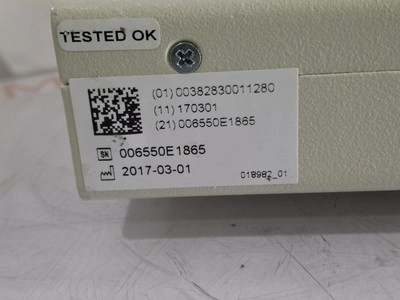 TESTED OK
(01) 00382830011280
(11) 170301
(21) 006550E1865
SN 006550E1865
2017-03-01
018982_01